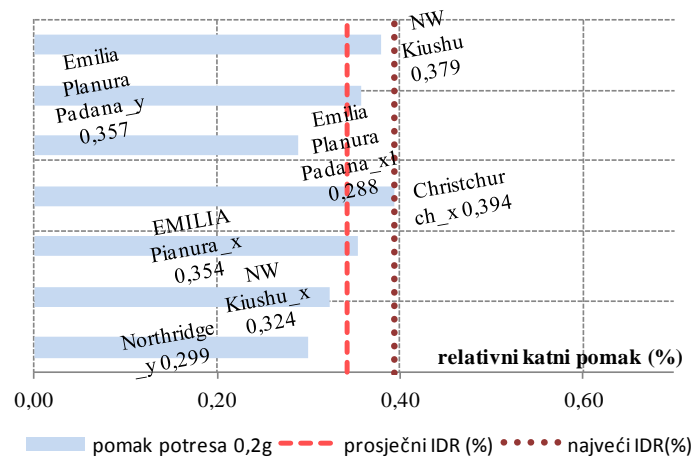 NW
Kiushu
0,379
Emilia
Planura
Padana_y
0,357
Emilia
Planura
Padana_x1
0,288
Christchur
ch_x 0,394
EMILIA
Pianura_x
0,354
NW
Kiushu_x
0,324
Northridge
_y 0,299
relativni katni pomak (%)
0,00 0,20 0,40 0,60
pomak potresa 0,2g prosječni IDR (%) najveći IDR(%)